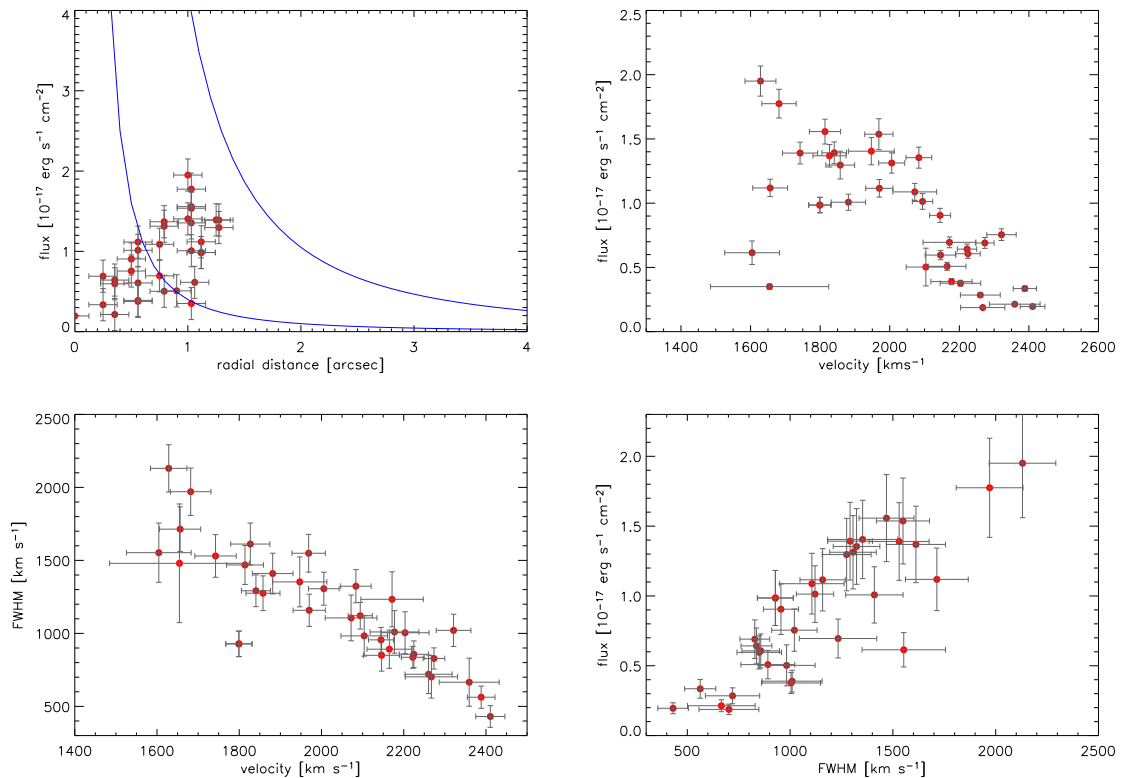 4
3
2
1
0
flux [10⁻¹⁷ erg s⁻¹ cm⁻²]
0 1 2 3 4
radial distance [arcsec]
2.5
2.0
1.5
1.0
0.5
0.0
flux [10⁻¹⁷ erg s⁻¹ cm⁻²]
1400 1600 1800 2000 2200 2400 2600
velocity [kms⁻¹]
2500
2000
1500
1000
500
FWHM [km s⁻¹]
1400 1600 1800 2000 2200 2400
velocity [km s⁻¹]
2.0
1.5
1.0
0.5
0.0
flux [10⁻¹⁷ erg s⁻¹ cm⁻²]
500 1000 1500 2000 2500
FWHM [km s⁻¹]